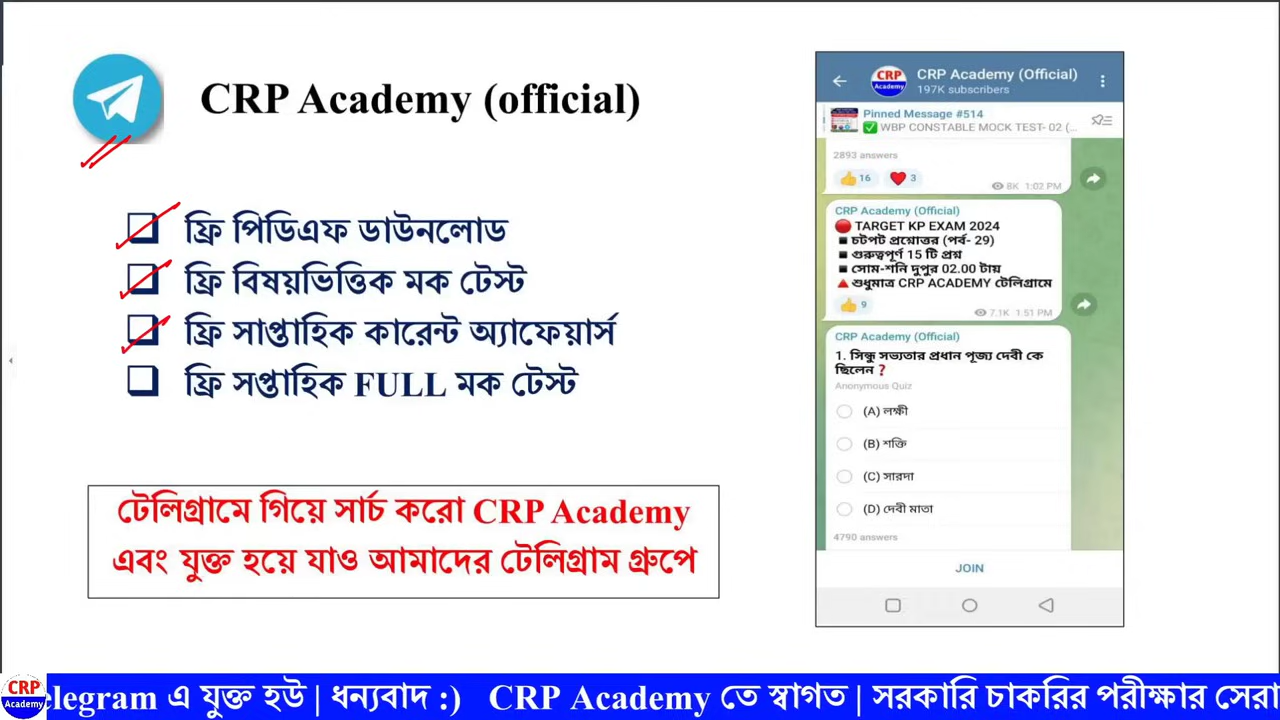 CRP Academy (official)
ফ্রি পিডিএফ ডাউনলোড
ফ্রি বিষয়ভিত্তিক মক টেস্ট
ফ্রি সাপ্তাহিক কারেন্ট অ্যাফেয়ার্স
ফ্রি সপ্তাহিক FULL মক টেস্ট
টেলিগ্রামে গিয়ে সার্চ করো CRP Academy
এবং যুক্ত হয়ে যাও আমাদের টেলিগ্রাম গ্রুপে
CRP Academy
CRP Academy (Official)
197K subscribers
Pinned Message #514
✅ WBP CONSTABLE MOCK TEST- 02 (...
2893 answers
👍 16 ❤ 3
8K 1:02 PM
CRP Academy (Official)
🔴 TARGET KP EXAM 2024
▪ চটপট প্রশ্নোত্তর (পর্ব- 29)
▪ গুরুত্বপূর্ণ 15 টি প্রশ্ন
▪ সোম-শনি দুপুর 02.00 টায়
🔺 শুধুমাত্র CRP ACADEMY টেলিগ্রামে
👍 9
7.1K 1:51 PM
CRP Academy (Official)
1. সিন্ধু সভ্যতার প্রধান পূজ্য দেবী কে
ছিলেন ❓
Anonymous Quiz
(A) লক্ষী
(B) শক্তি
(C) সারদা
(D) দেবী মাতা
4790 answers
JOIN
CRP Academy
elegram এ যুক্ত হউ | ধন্যবাদ :) CRP Academy তে স্বাগত | সরকারি চাকরির পরীক্ষার সেরা